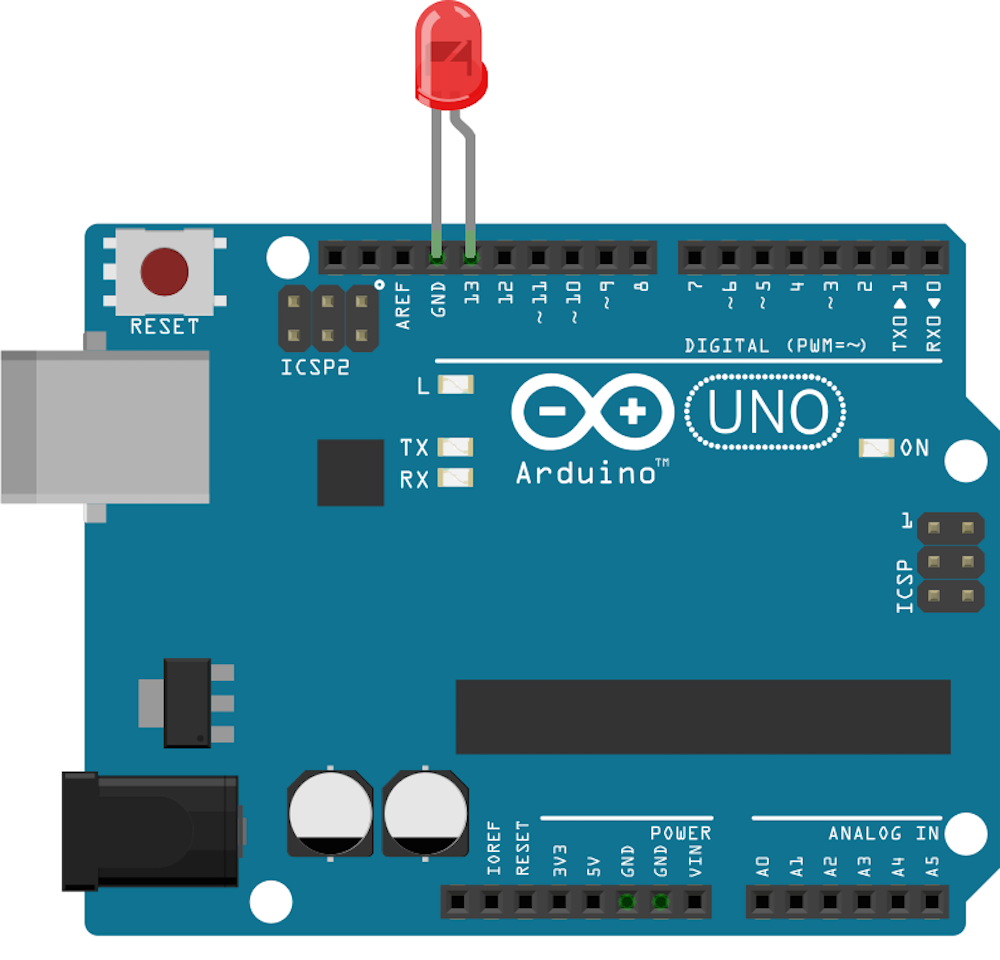 RESET
ICSP2
AREF
GND
13
12
~11
~10
~9
8
7
~6
~5
4
~3
2
TX0▶1
RX0◀0
DIGITAL (PWM=~)
L
TX
RX
Arduino™
UNO
ON
1
ICSP
POWER
IOREF
RESET
3V3
5V
GND
GND
VIN
ANALOG IN
A0
A1
A2
A3
A4
A5